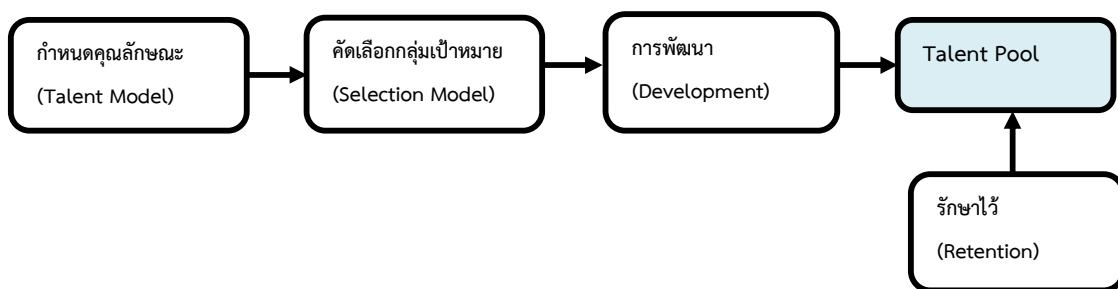 กำหนดคุณลักษณะ
(Talent Model)
คัดเลือกกลุ่มเป้าหมาย
(Selection Model)
การพัฒนา
(Development)
Talent Pool
รักษาไว้
(Retention)